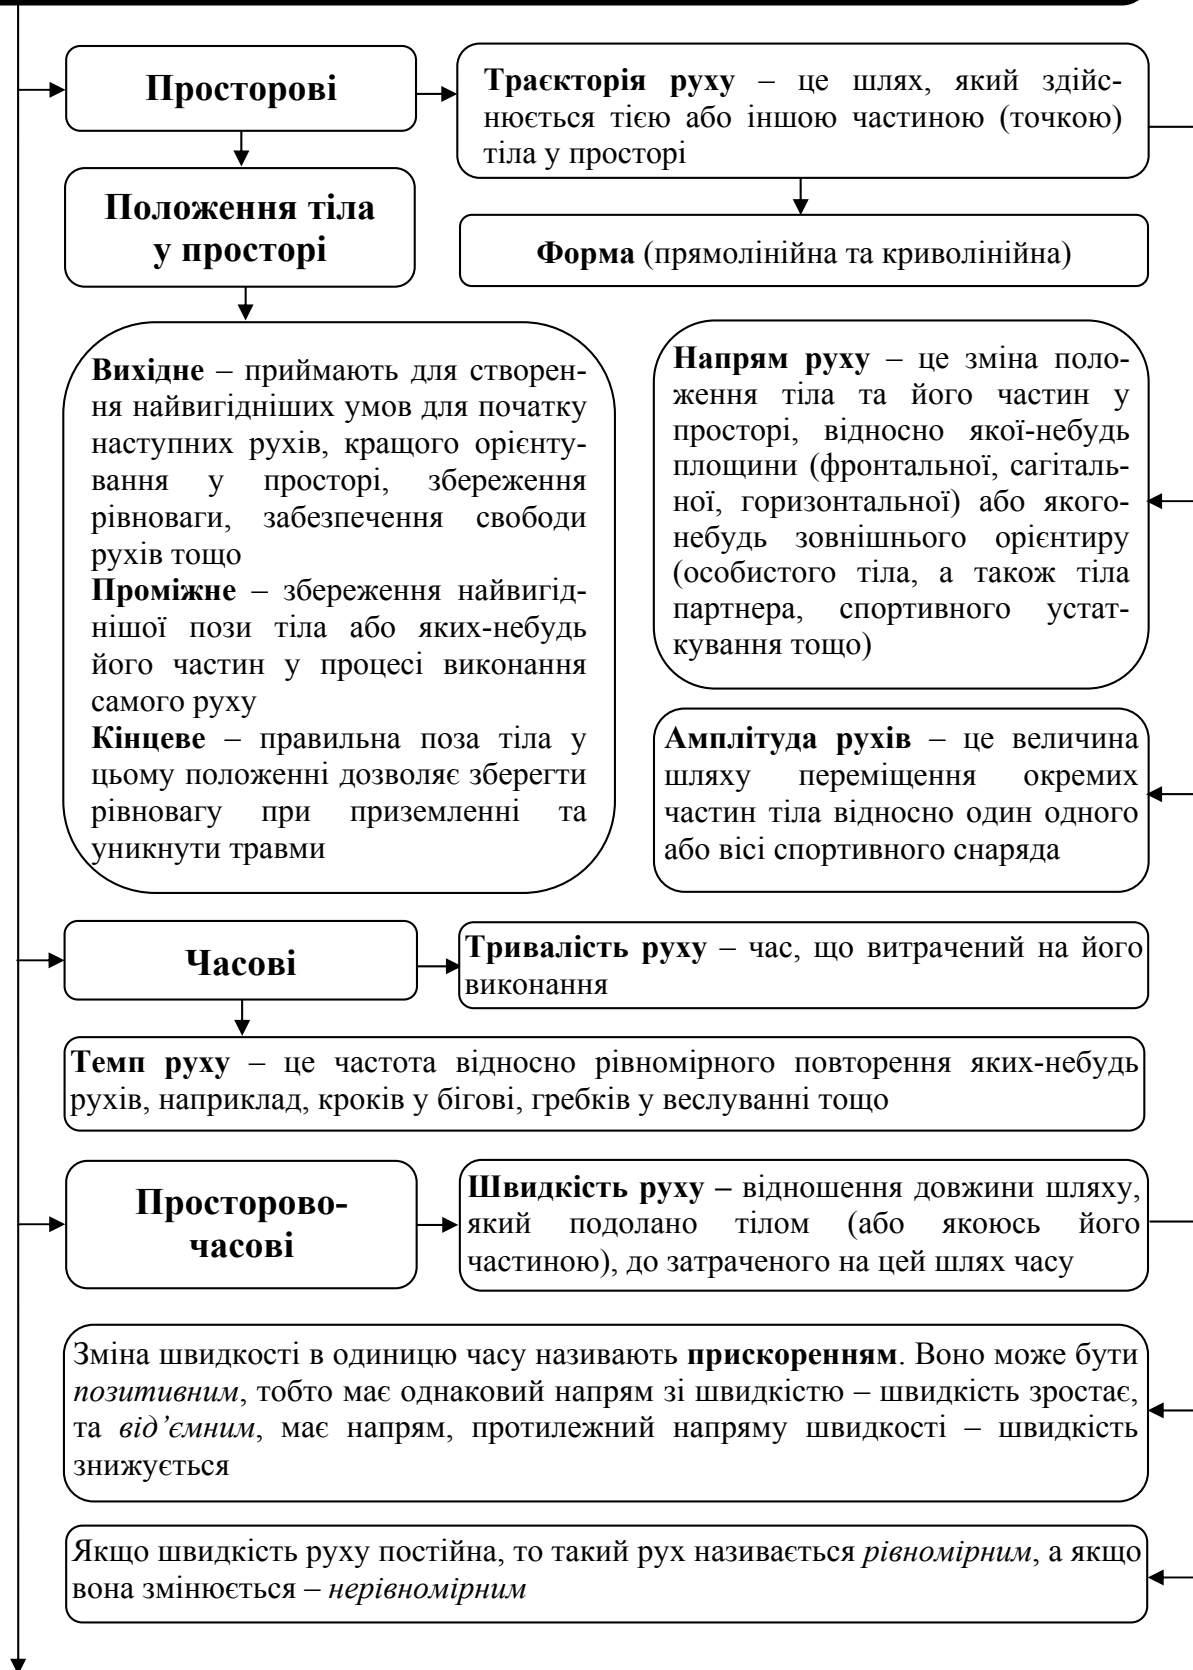 Просторові
Траєкторія руху – це шлях, який здійс-
нюється тією або іншою частиною (точкою)
тіла у просторі
Положення тіла
у просторі
Форма (прямолінійна та криволінійна)
Вихідне – приймають для створен-
ня найвигідніших умов для початку
наступних рухів, кращого орієнту-
вання у просторі, збереження
рівноваги, забезпечення свободи
рухів тощо
Проміжне – збереження найвигід-
нішої пози тіла або яких-небудь
його частин у процесі виконання
самого руху
Кінцеве – правильна поза тіла у
цьому положенні дозволяє зберегти
рівновагу при приземленні та
уникнути травми
Напрям руху – це зміна поло-
ження тіла та його частин у
просторі, відносно якої-небудь
площини (фронтальної, сагіталь-
ної, горизонтальної) або якого-
небудь зовнішнього орієнтиру
(особистого тіла, а також тіла
партнера, спортивного устат-
кування тощо)
Амплітуда рухів – це величина
шляху переміщення окремих
частин тіла відносно один одного
або вісі спортивного снаряда
Часові
Тривалість руху – час, що витрачений на його
виконання
Темп руху – це частота відносно рівномірного повторення яких-небудь
рухів, наприклад, кроків у бігові, гребків у веслуванні тощо
Просторово-
часові
Швидкість руху – відношення довжини шляху,
який подолано тілом (або якоюсь його
частиною), до затраченого на цей шлях часу
Зміна швидкості в одиницю часу називають прискоренням. Воно може бути
позитивним, тобто має однаковий напрям зі швидкістю – швидкість зростає,
та від’ємним, має напрям, протилежний напряму швидкості – швидкість
знижується
Якщо швидкість руху постійна, то такий рух називається рівномірним, а якщо
вона змінюється – нерівномірним